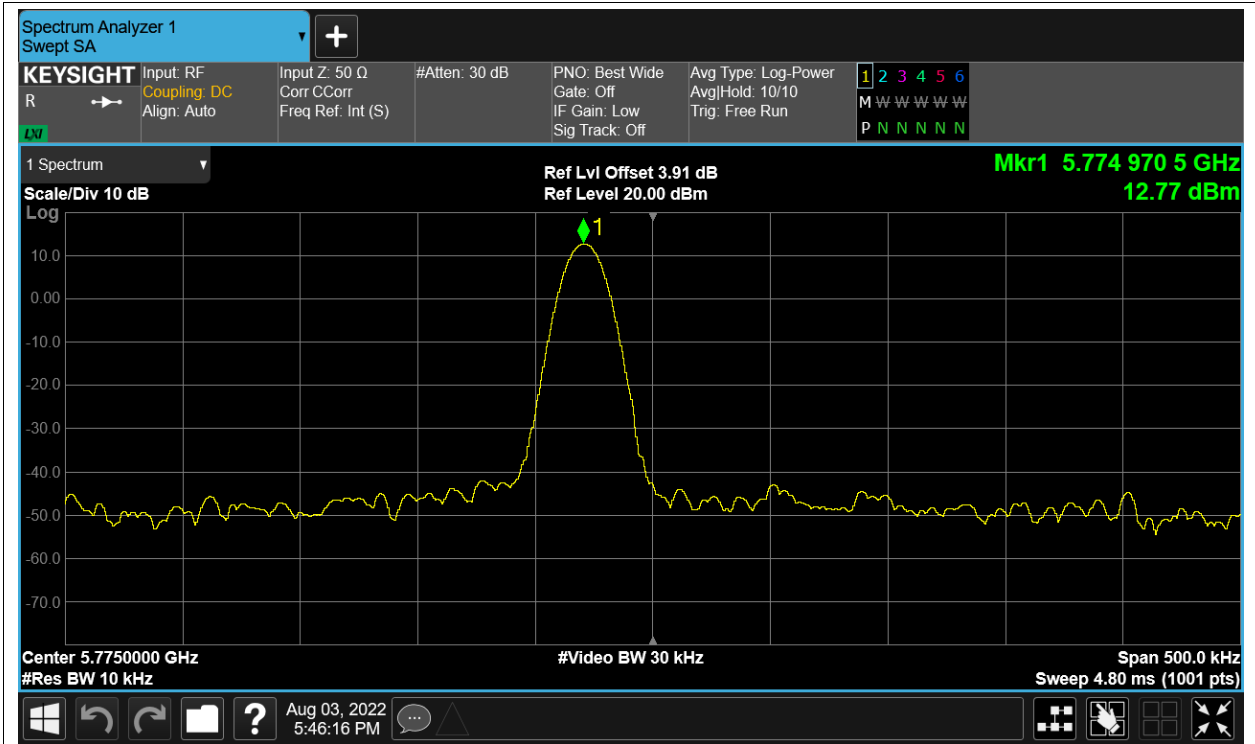 Spectrum Analyzer 1
Swept SA
KEYSIGHT
R
LXI
Input: RF
Coupling: DC
Align: Auto
Input Z: 50 Ω
Corr CCorr
Freq Ref: Int (S)
#Atten: 30 dB
PNO: Best Wide
Gate: Off
IF Gain: Low
Sig Track: Off
Avg Type: Log-Power
Avg|Hold: 10/10
Trig: Free Run
1 2 3 4 5 6
M W W W W W
P N N N N N
1 Spectrum
Scale/Div 10 dB
Log
Ref Lvl Offset 3.91 dB
Ref Level 20.00 dBm
Mkr1 5.774 970 5 GHz
12.77 dBm
1
10.0
0.00
-10.0
-20.0
-30.0
-40.0
-50.0
-60.0
-70.0
Center 5.7750000 GHz
#Res BW 10 kHz
#Video BW 30 kHz
Span 500.0 kHz
Sweep 4.80 ms (1001 pts)
?
Aug 03, 2022
5:46:16 PM